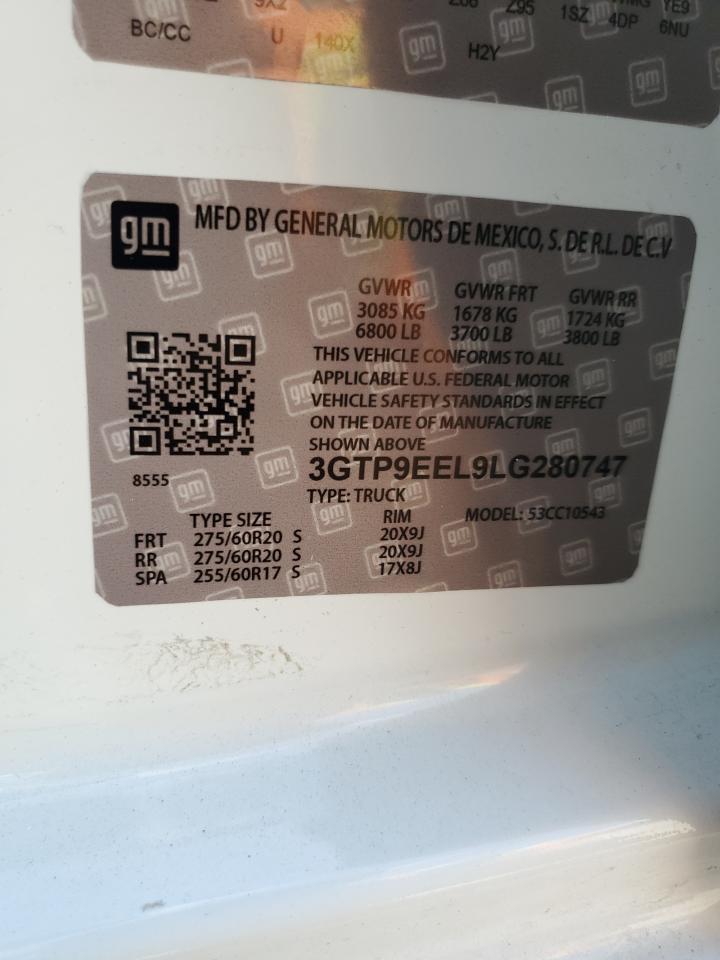 9XZ Z95 1SZ 4DP YE9
BC/CC U 140X gm H2Y 6NU
gm MFD BY GENERAL MOTORS DE MEXICO, S. DE R.L. DE C.V
GVWR GVWR FRT GVWR RR
3085 KG 1678 KG 1724 KG
6800 LB 3700 LB 3800 LB
THIS VEHICLE CONFORMS TO ALL
APPLICABLE U.S. FEDERAL MOTOR
VEHICLE SAFETY STANDARDS IN EFFECT
ON THE DATE OF MANUFACTURE
SHOWN ABOVE
8555
3GTP9EEL9LG280747
TYPE: TRUCK
TYPE SIZE RIM MODEL: 53CC10543
FRT 275/60R20 S 20X9J
RR 275/60R20 S 20X9J
SPA 255/60R17 S 17X8J